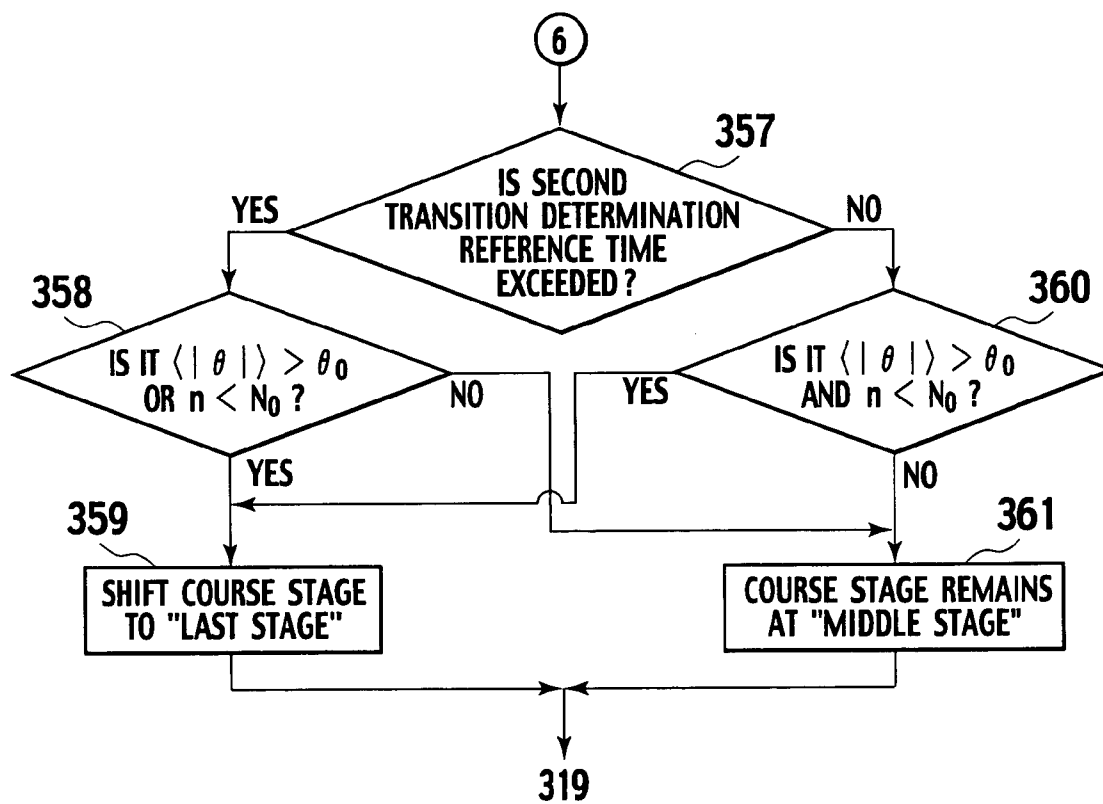 6
357
IS SECOND
TRANSITION DETERMINATION
REFERENCE TIME
EXCEEDED ?
YES
NO
358
IS IT ⟨| θ |⟩ > θ₀
OR n < N₀ ?
NO
YES
360
IS IT ⟨| θ |⟩ > θ₀
AND n < N₀ ?
YES
NO
359
SHIFT COURSE STAGE
TO "LAST STAGE"
361
COURSE STAGE REMAINS
AT "MIDDLE STAGE"
319